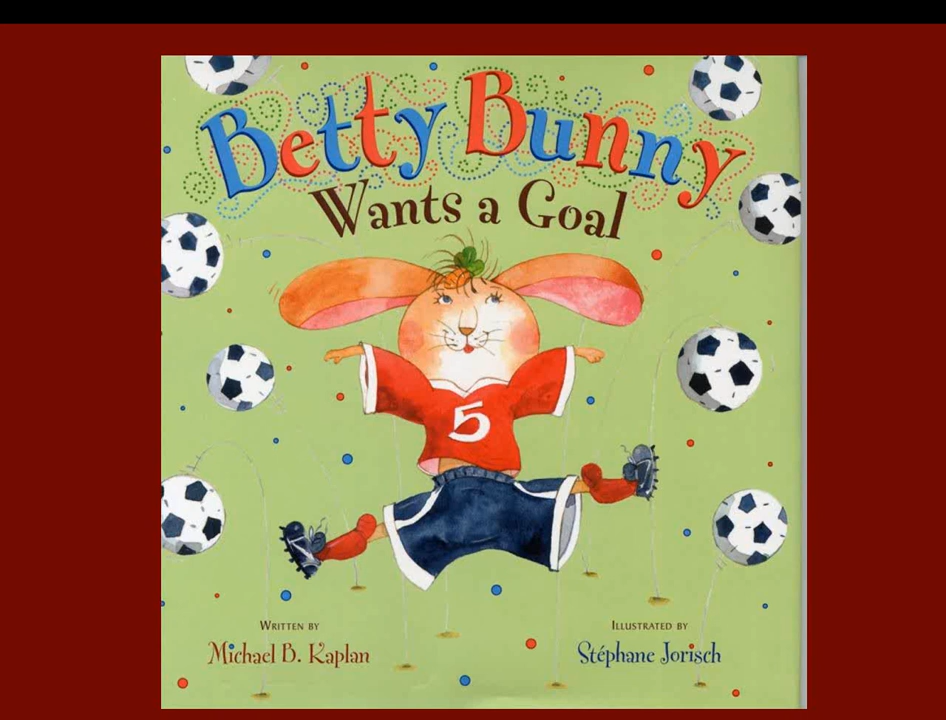 Betty Bunny
Wants a Goal
5
WRITTEN BY
Michael B. Kaplan
ILLUSTRATED BY
Stéphane Jorisch